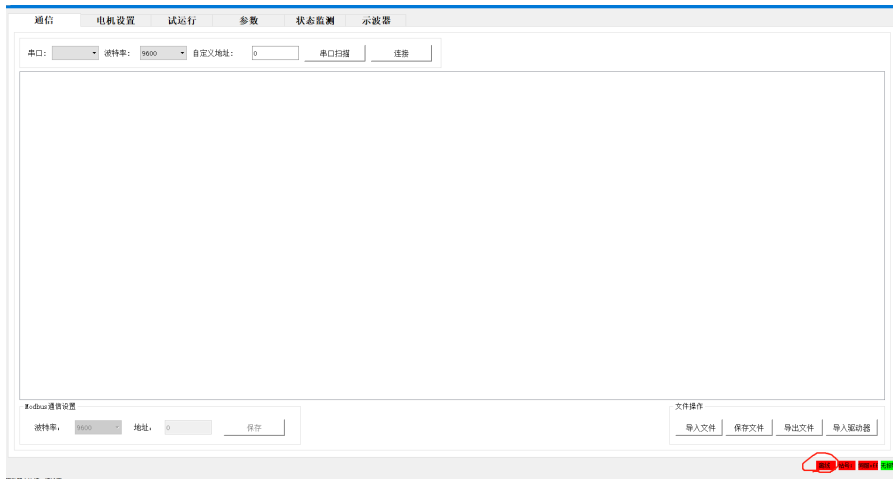 通信 电机设置 试运行 参数 状态监测 示波器
串口: 波特率: 9600 自定义地址: 0 串口扫描 连接
Modbus通信设置 文件操作
波特率, 9600 地址, 0 保存 导入文件 保存文件 导出文件 导入驱动器